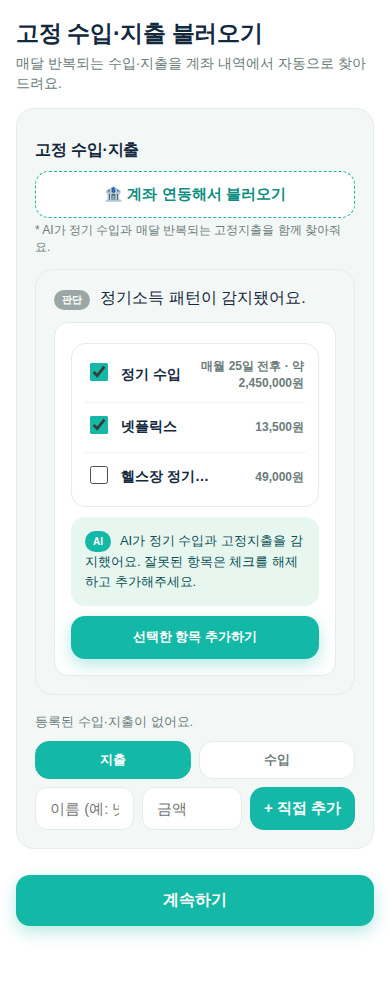 고정 수입·지출 불러오기
매달 반복되는 수입·지출을 계좌 내역에서 자동으로 찾아
드려요.
고정 수입·지출
🏦 계좌 연동해서 불러오기
* AI가 정기 수입과 매달 반복되는 고정지출을 함께 찾아줘
요.
판단 정기소득 패턴이 감지됐어요.
정기 수입 매월 25일 전후 · 약
2,450,000원
넷플릭스 13,500원
헬스장 정기… 49,000원
AI AI가 정기 수입과 고정지출을 감
지했어요. 잘못된 항목은 체크를 해제
하고 추가해주세요.
선택한 항목 추가하기
등록된 수입·지출이 없어요.
지출 수입
이름 (예: 금액 + 직접 추가
계속하기